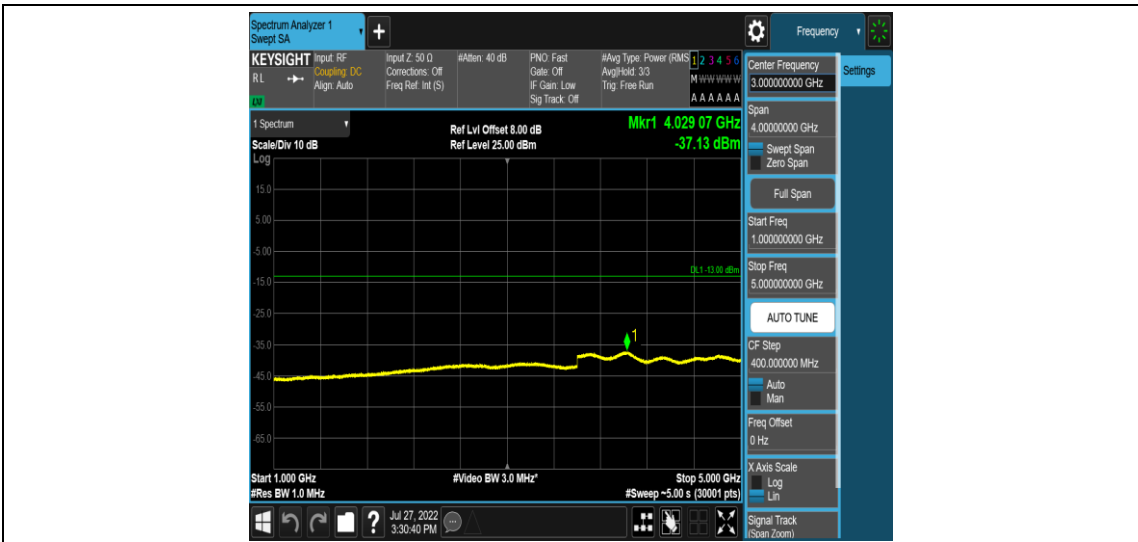 Spectrum Analyzer 1
Swept SA
+
Frequency
KEYSIGHT
RL
LNI
Input: RF
Coupling: DC
Align: Auto
Input Z: 50 Ω
Corrections: Off
Freq Ref: Int (S)
#Atten: 40 dB
PNO: Fast
Gate: Off
IF Gain: Low
Sig Track: Off
#Avg Type: Power (RMS
Avg|Hold: 3/3
Trig: Free Run
1 2 3 4 5 6
M W W W W W
A A A A A A
Center Frequency
3.000000000 GHz
Settings
1 Spectrum
Scale/Div 10 dB
Ref Lvl Offset 8.00 dB
Ref Level 25.00 dBm
Mkr1 4.029 07 GHz
-37.13 dBm
Span
4.00000000 GHz
Swept Span
Zero Span
Full Span
Start Freq
1.000000000 GHz
Stop Freq
5.000000000 GHz
AUTO TUNE
CF Step
400.000000 MHz
Auto
Man
Freq Offset
0 Hz
X Axis Scale
Log
Lin
Signal Track
(Span Zoom)
Log
15.0
5.00
-5.00
-15.0
-25.0
-35.0
-45.0
-55.0
-65.0
DL1 -13.00 dBm
1
Start 1.000 GHz
#Res BW 1.0 MHz
#Video BW 3.0 MHz*
Stop 5.000 GHz
#Sweep ~5.00 s (30001 pts)
?
Jul 27, 2022
3:30:40 PM